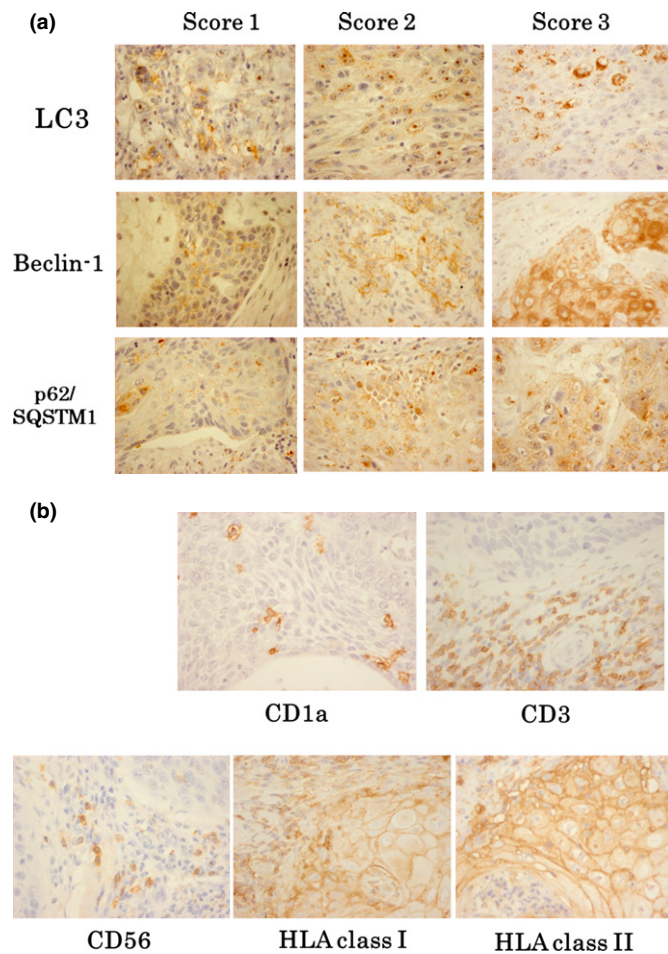 (a)
Score 1 Score 2 Score 3
LC3
Beclin-1
p62/
SQSTM1
(b)
CD1a CD3
CD56 HLA class I HLA class II